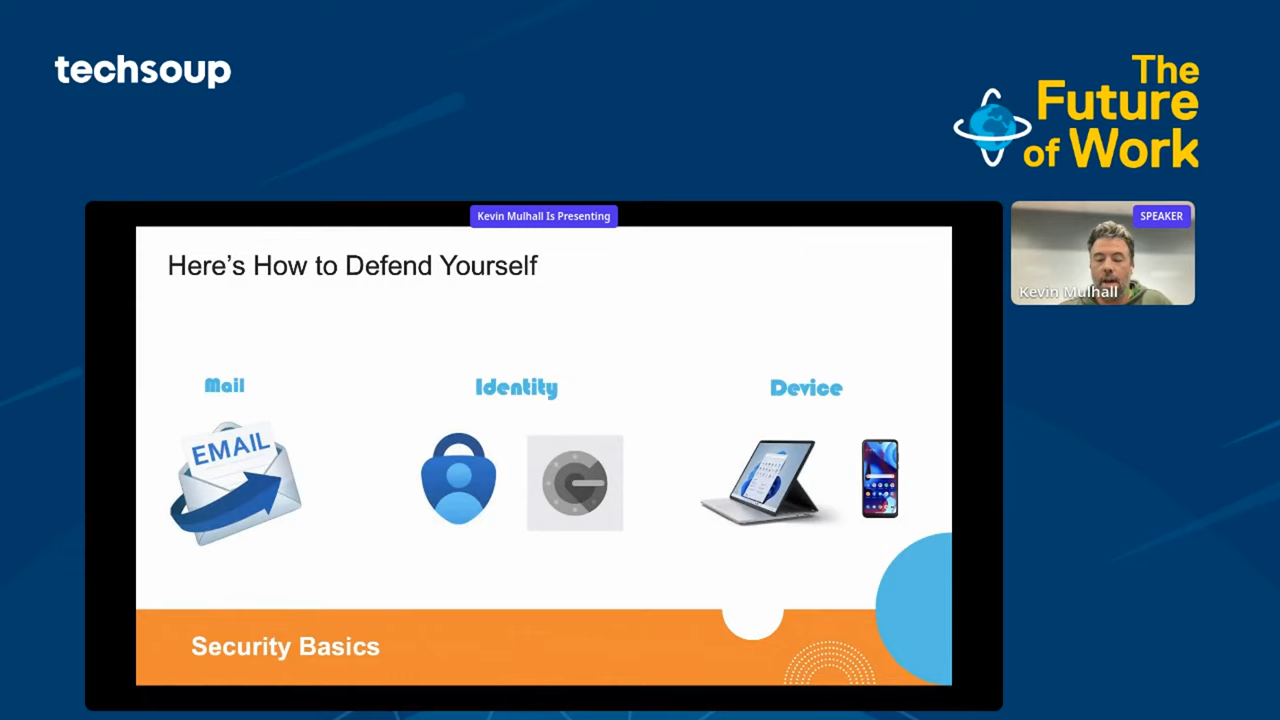 techsoup
The
Future
of Work
Kevin Mulhall Is Presenting
SPEAKER
Kevin Mulhall
Here's How to Defend Yourself
Mail
Identity
Device
EMAIL
Security Basics